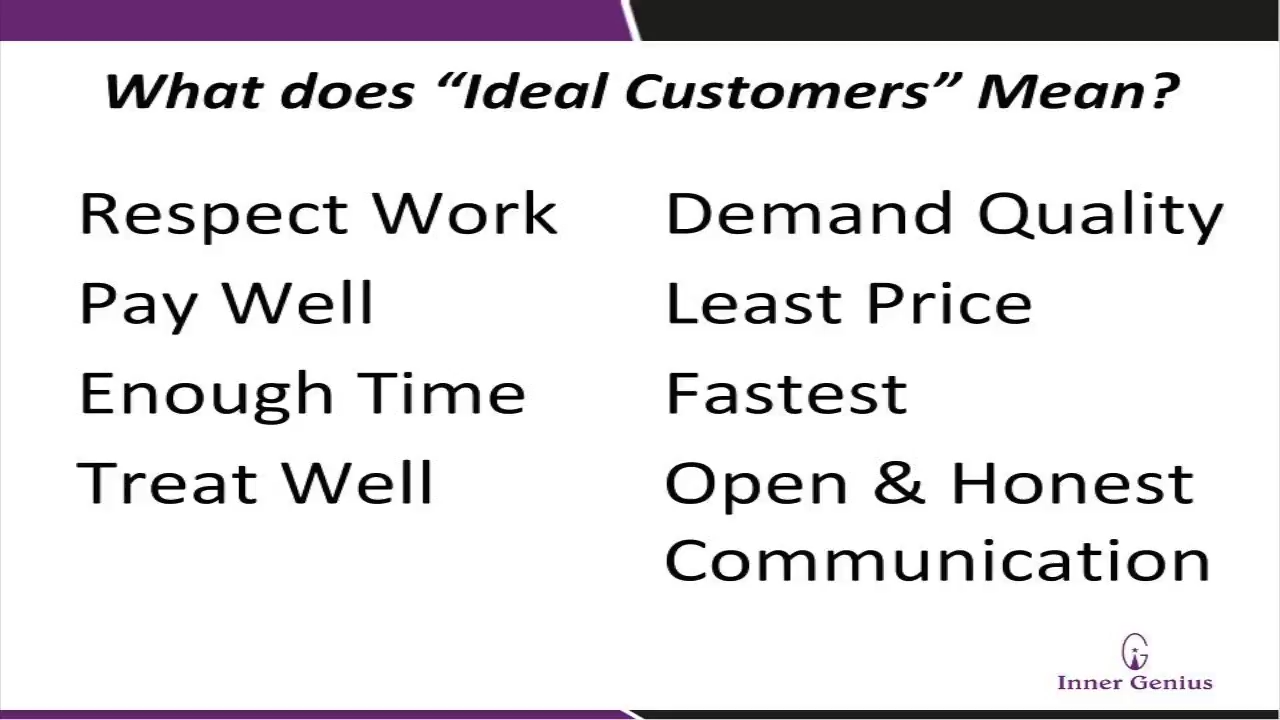 What does “Ideal Customers” Mean?
Respect Work
Pay Well
Enough Time
Treat Well
Demand Quality
Least Price
Fastest
Open & Honest
Communication
Inner Genius